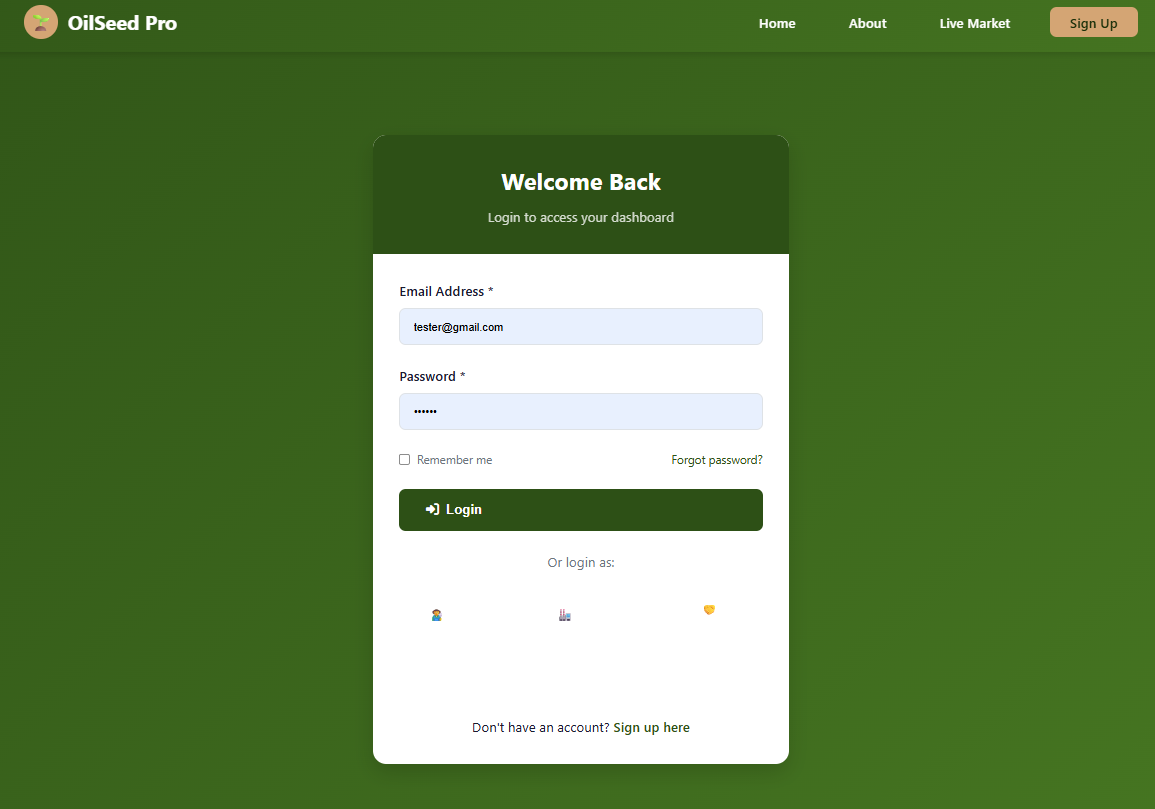 OilSeed Pro
Home About Live Market Sign Up
Welcome Back
Login to access your dashboard
Email Address *
tester@gmail.com
Password *
••••••
Remember me Forgot password?
Login
Or login as:
Don't have an account? Sign up here